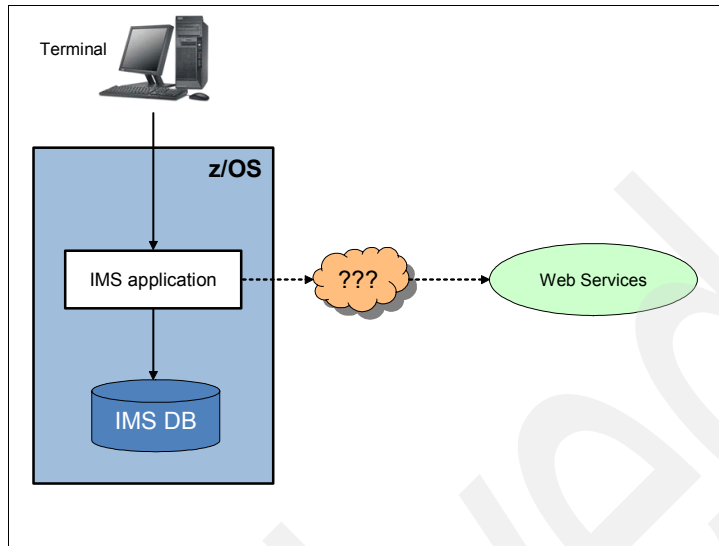 Terminal
z/OS
IMS application
???
Web Services
IMS DB